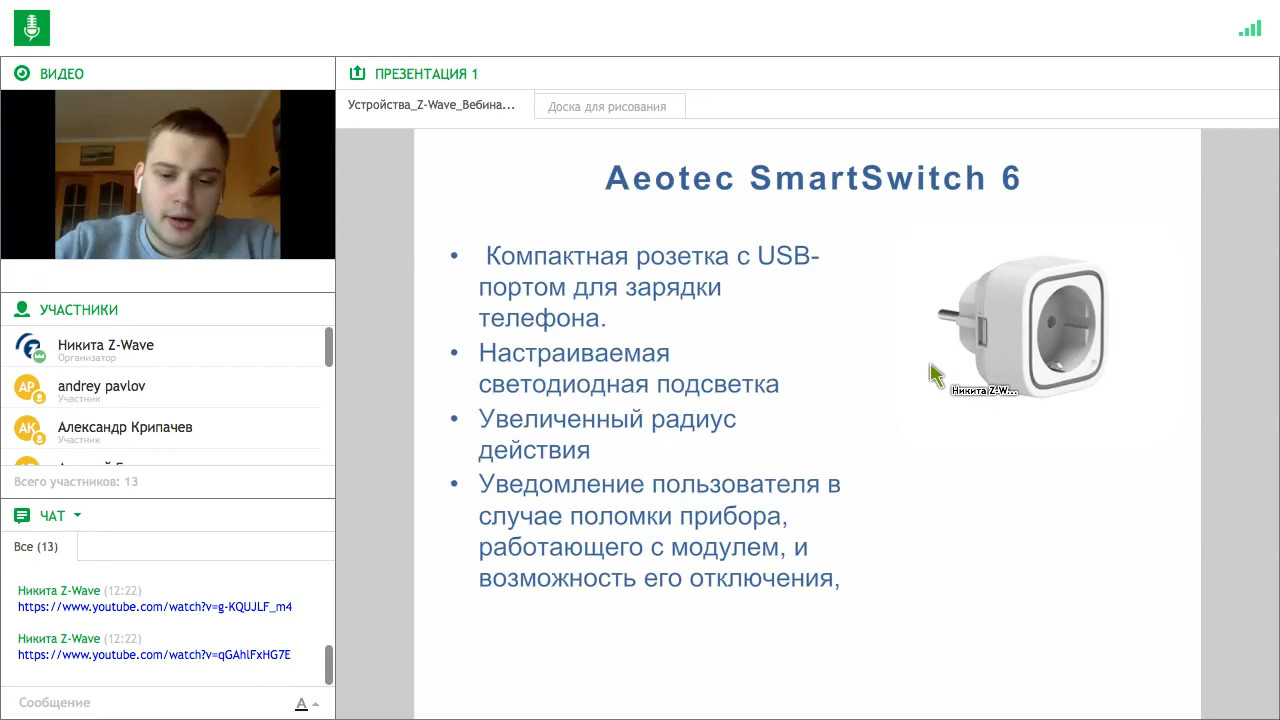 ВИДЕО
ПРЕЗЕНТАЦИЯ 1
Устройства_Z-Wave_Вебина...
Доска для рисования
УЧАСТНИКИ
Никита Z-Wave
Организатор
AP
andrey pavlov
Участник
АК
Александр Крипачев
Участник
Всего участников: 13
ЧАТ
Все (13)
Никита Z-Wave (12:22)
https://www.youtube.com/watch?v=g-KQUJLF_m4
Никита Z-Wave (12:22)
https://www.youtube.com/watch?v=qGAhlFxHG7E
Сообщение
A
Aeotec SmartSwitch 6
• Компактная розетка с USB-
портом для зарядки
телефона.
• Настраиваемая
светодиодная подсветка
• Увеличенный радиус
действия
• Уведомление пользователя в
случае поломки прибора,
работающего с модулем, и
возможность его отключения,
Никита Z-W...